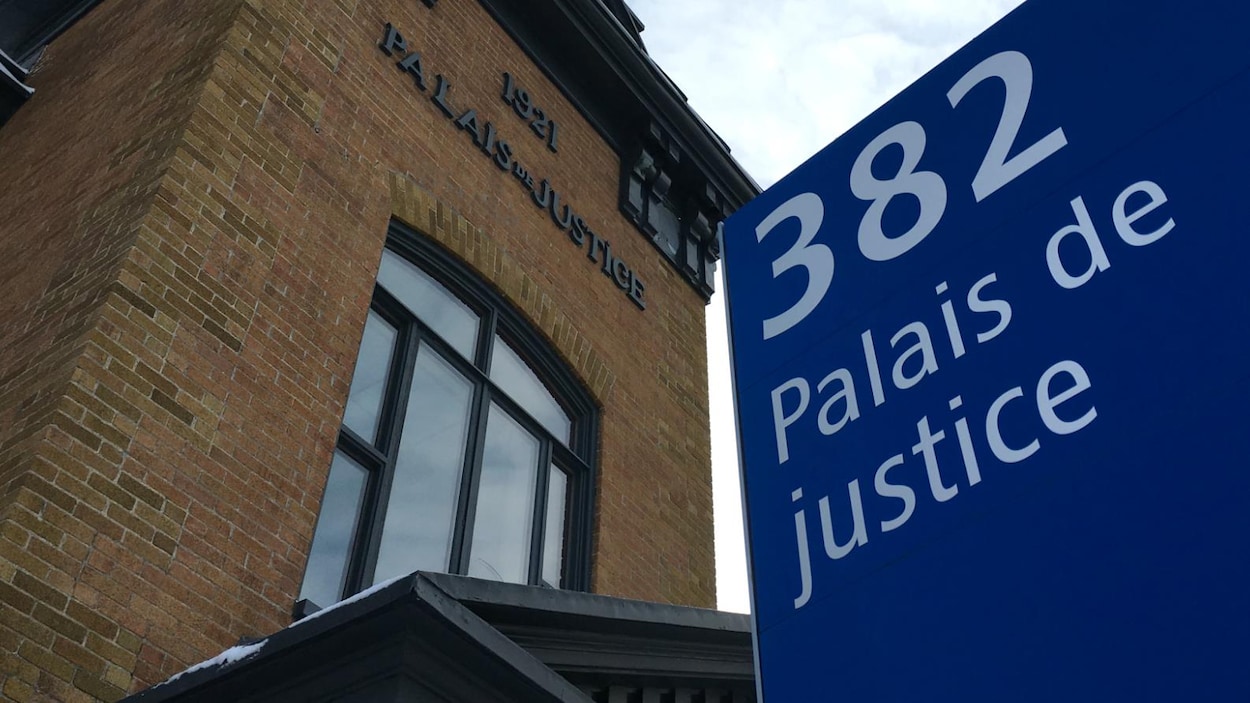 1921
PALAIS DE JUSTICE
382
Palais de
justice